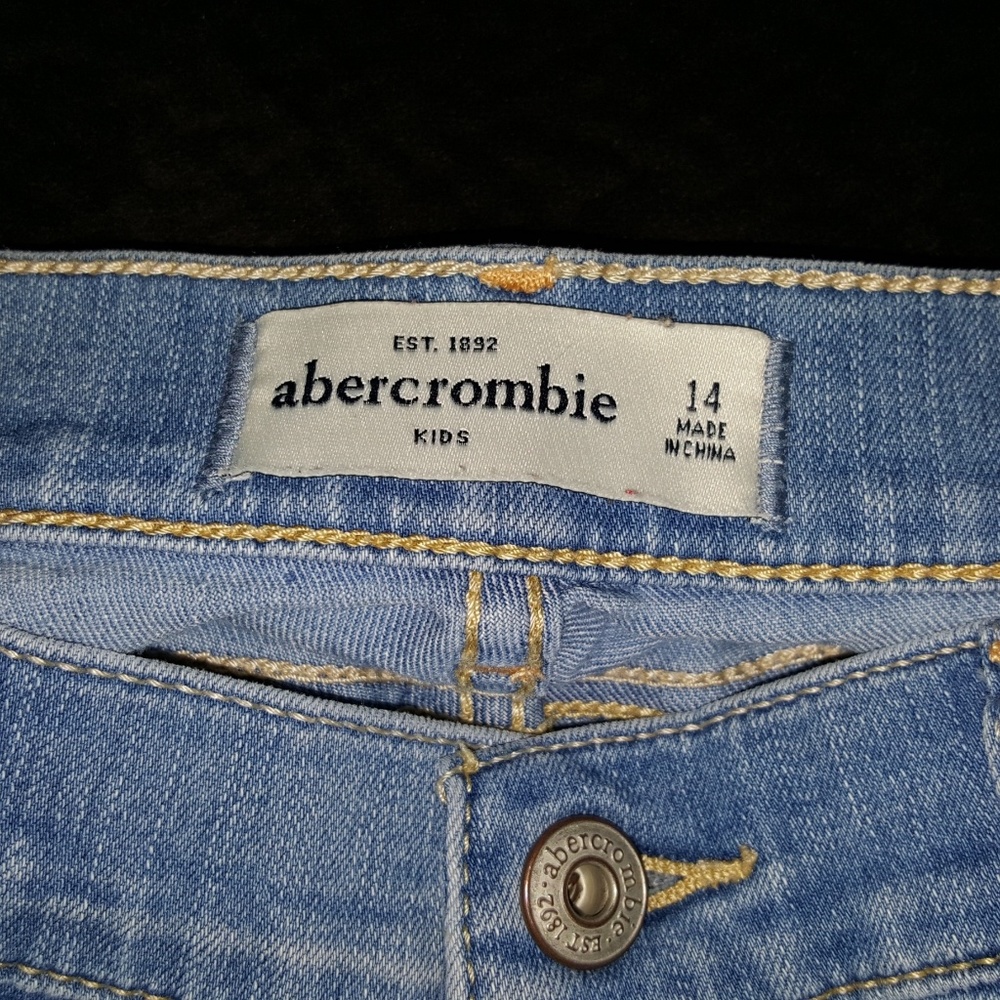 EST. 1892
abercrombie
KIDS
14
MADE
IN CHINA
abercrombie · EST 1892 ·